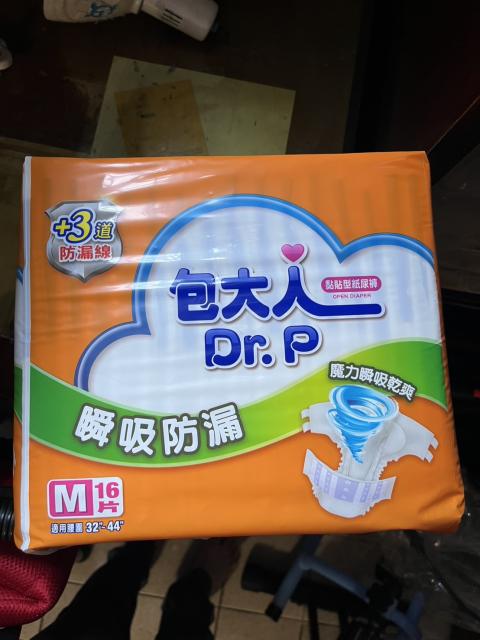 +3道
防漏線
包大人
黏貼型紙尿褲
OPEN DIAPER
Dr.P
瞬吸防漏
魔力瞬吸乾爽
M 16片
適用腰圍 32"~44"